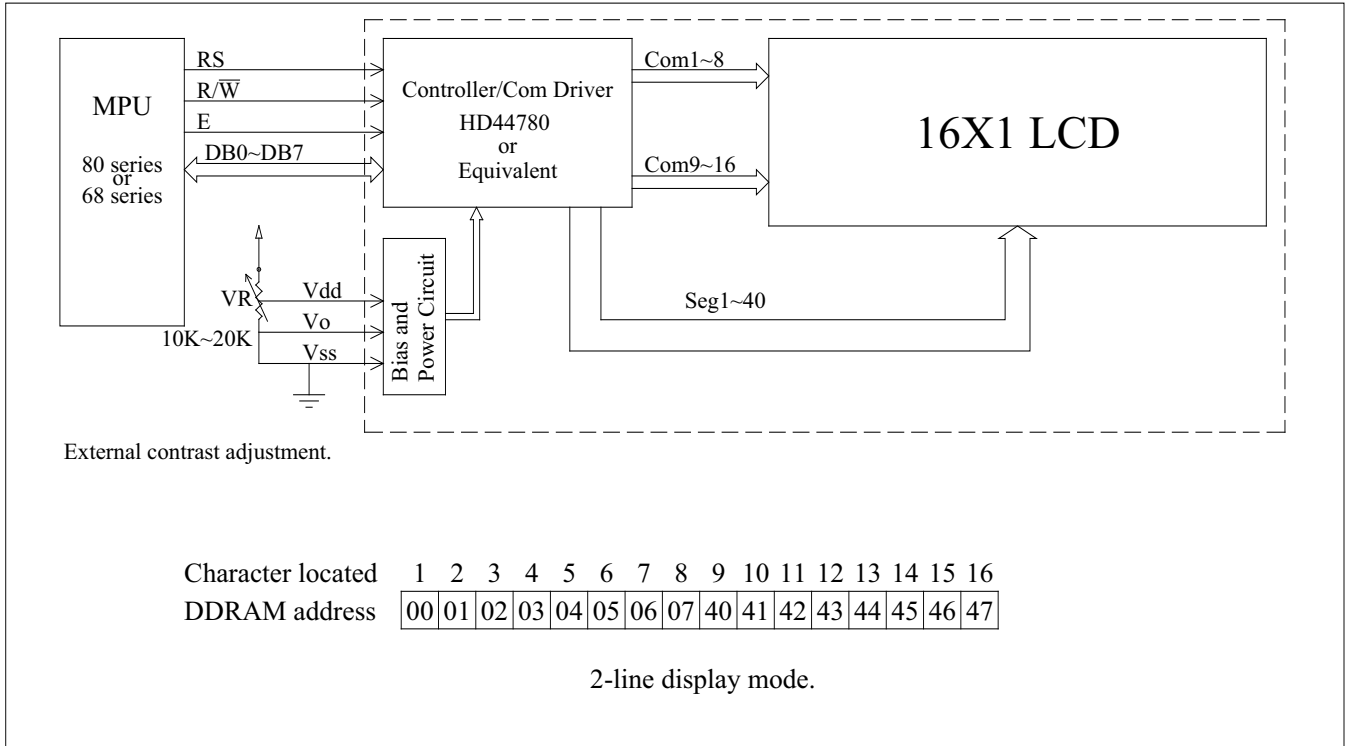 MPU
80 series
or
68 series
RS
R/W̅
E
DB0~DB7
Controller/Com Driver
HD44780
or
Equivalent
Com1~8
Com9~16
16X1 LCD
VR
10K~20K
Vdd
Vo
Vss
Bias and
Power Circuit
Seg1~40
External contrast adjustment.
Character located 1 2 3 4 5 6 7 8 9 10 11 12 13 14 15 16
DDRAM address 00 01 02 03 04 05 06 07 40 41 42 43 44 45 46 47
2-line display mode.